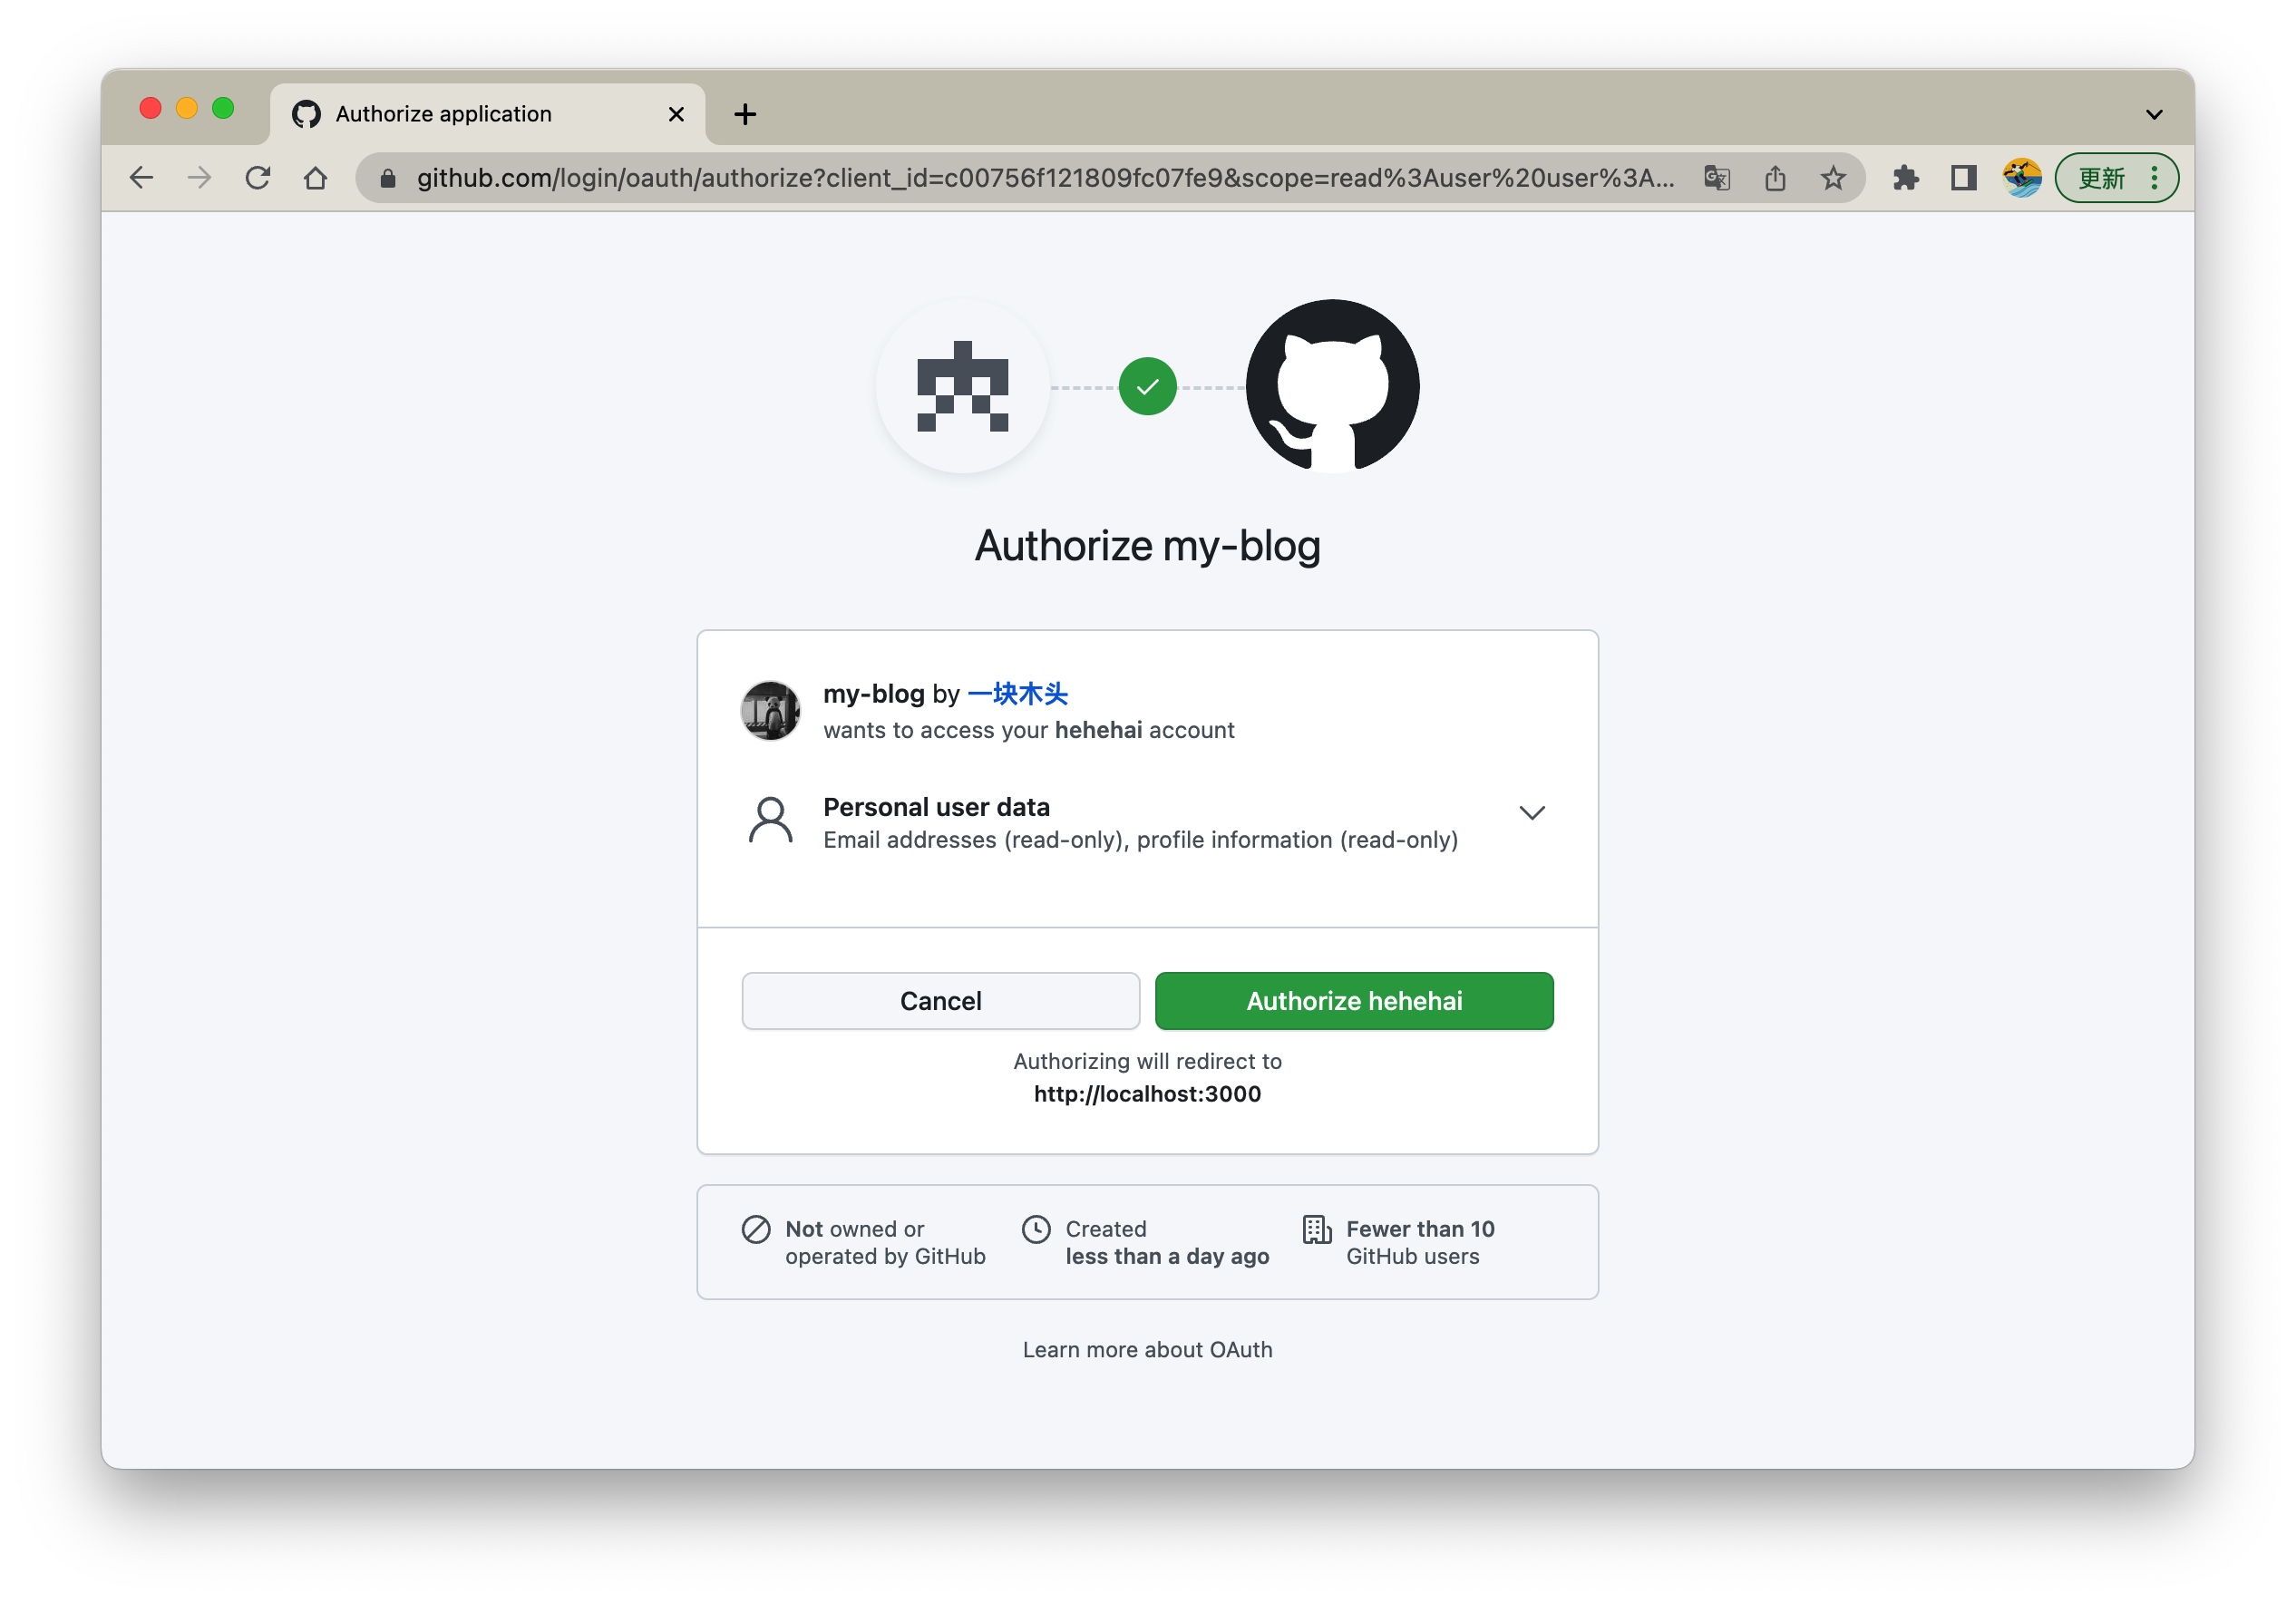 Authorize application
github.com/login/oauth/authorize?client_id=c00756f121809fc07fe9&scope=read%3Auser%20user%3A...
更新
Authorize my-blog
my-blog by 一块木头
wants to access your hehehai account
Personal user data
Email addresses (read-only), profile information (read-only)
Cancel
Authorize hehehai
Authorizing will redirect to
http://localhost:3000
Not owned or
operated by GitHub
Created
less than a day ago
Fewer than 10
GitHub users
Learn more about OAuth